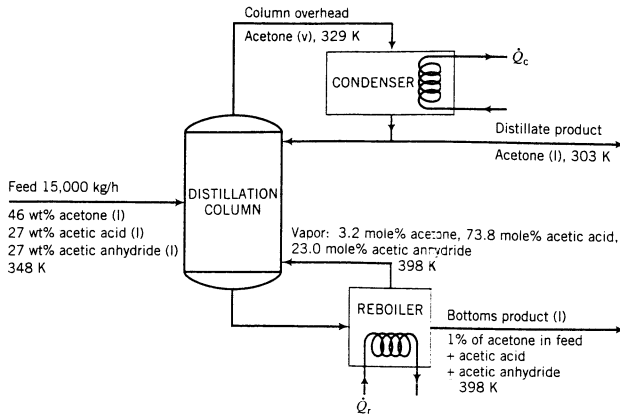 Column overhead
Acetone (v), 329 K
CONDENSER
Q̇c
Distillate product
Acetone (l), 303 K
Feed 15,000 kg/h
46 wt% acetone (l)
27 wt% acetic acid (l)
27 wt% acetic anhydride (l)
348 K
DISTILLATION
COLUMN
Vapor: 3.2 mole% acetone, 73.8 mole% acetic acid,
23.0 mole% acetic anhydride
398 K
REBOILER
Bottoms product (l)
1% of acetone in feed
+ acetic acid
+ acetic anhydride
398 K
Q̇r